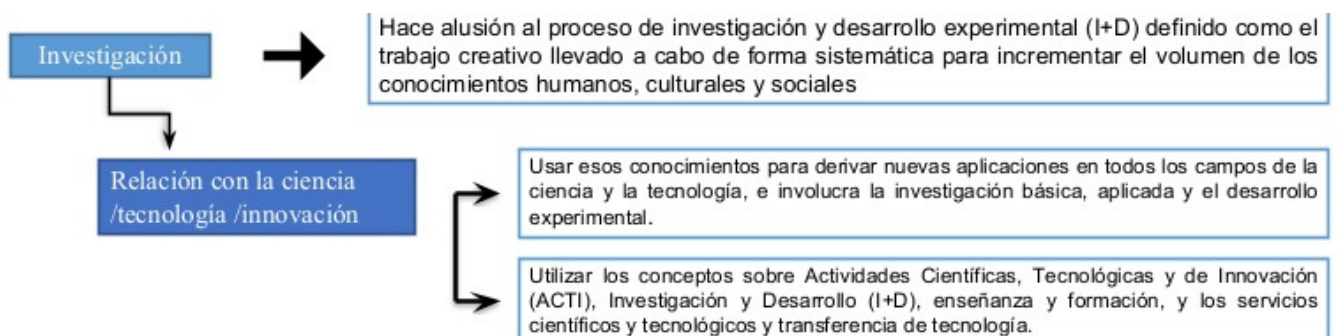 Investigación
Hace alusión al proceso de investigación y desarrollo experimental (I+D) definido como el
trabajo creativo llevado a cabo de forma sistemática para incrementar el volumen de los
conocimientos humanos, culturales y sociales
Relación con la ciencia
/tecnología /innovación
Usar esos conocimientos para derivar nuevas aplicaciones en todos los campos de la
ciencia y la tecnología, e involucra la investigación básica, aplicada y el desarrollo
experimental.
Utilizar los conceptos sobre Actividades Científicas, Tecnológicas y de Innovación
(ACTI), Investigación y Desarrollo (I+D), enseñanza y formación, y los servicios
científicos y tecnológicos y transferencia de tecnología.